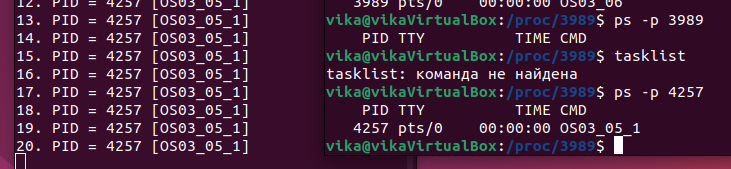 12. PID = 4257 [OS03_05_1]
13. PID = 4257 [OS03_05_1]
14. PID = 4257 [OS03_05_1]
15. PID = 4257 [OS03_05_1]
16. PID = 4257 [OS03_05_1]
17. PID = 4257 [OS03_05_1]
18. PID = 4257 [OS03_05_1]
19. PID = 4257 [OS03_05_1]
20. PID = 4257 [OS03_05_1]
3989 pts/0    00:00:00 OS03_06
vika@vikaVirtualBox:/proc/3989$ ps -p 3989
PID TTY          TIME CMD
vika@vikaVirtualBox:/proc/3989$ tasklist
tasklist: команда не найдена
vika@vikaVirtualBox:/proc/3989$ ps -p 4257
PID TTY          TIME CMD
4257 pts/0    00:00:00 OS03_05_1
vika@vikaVirtualBox:/proc/3989$